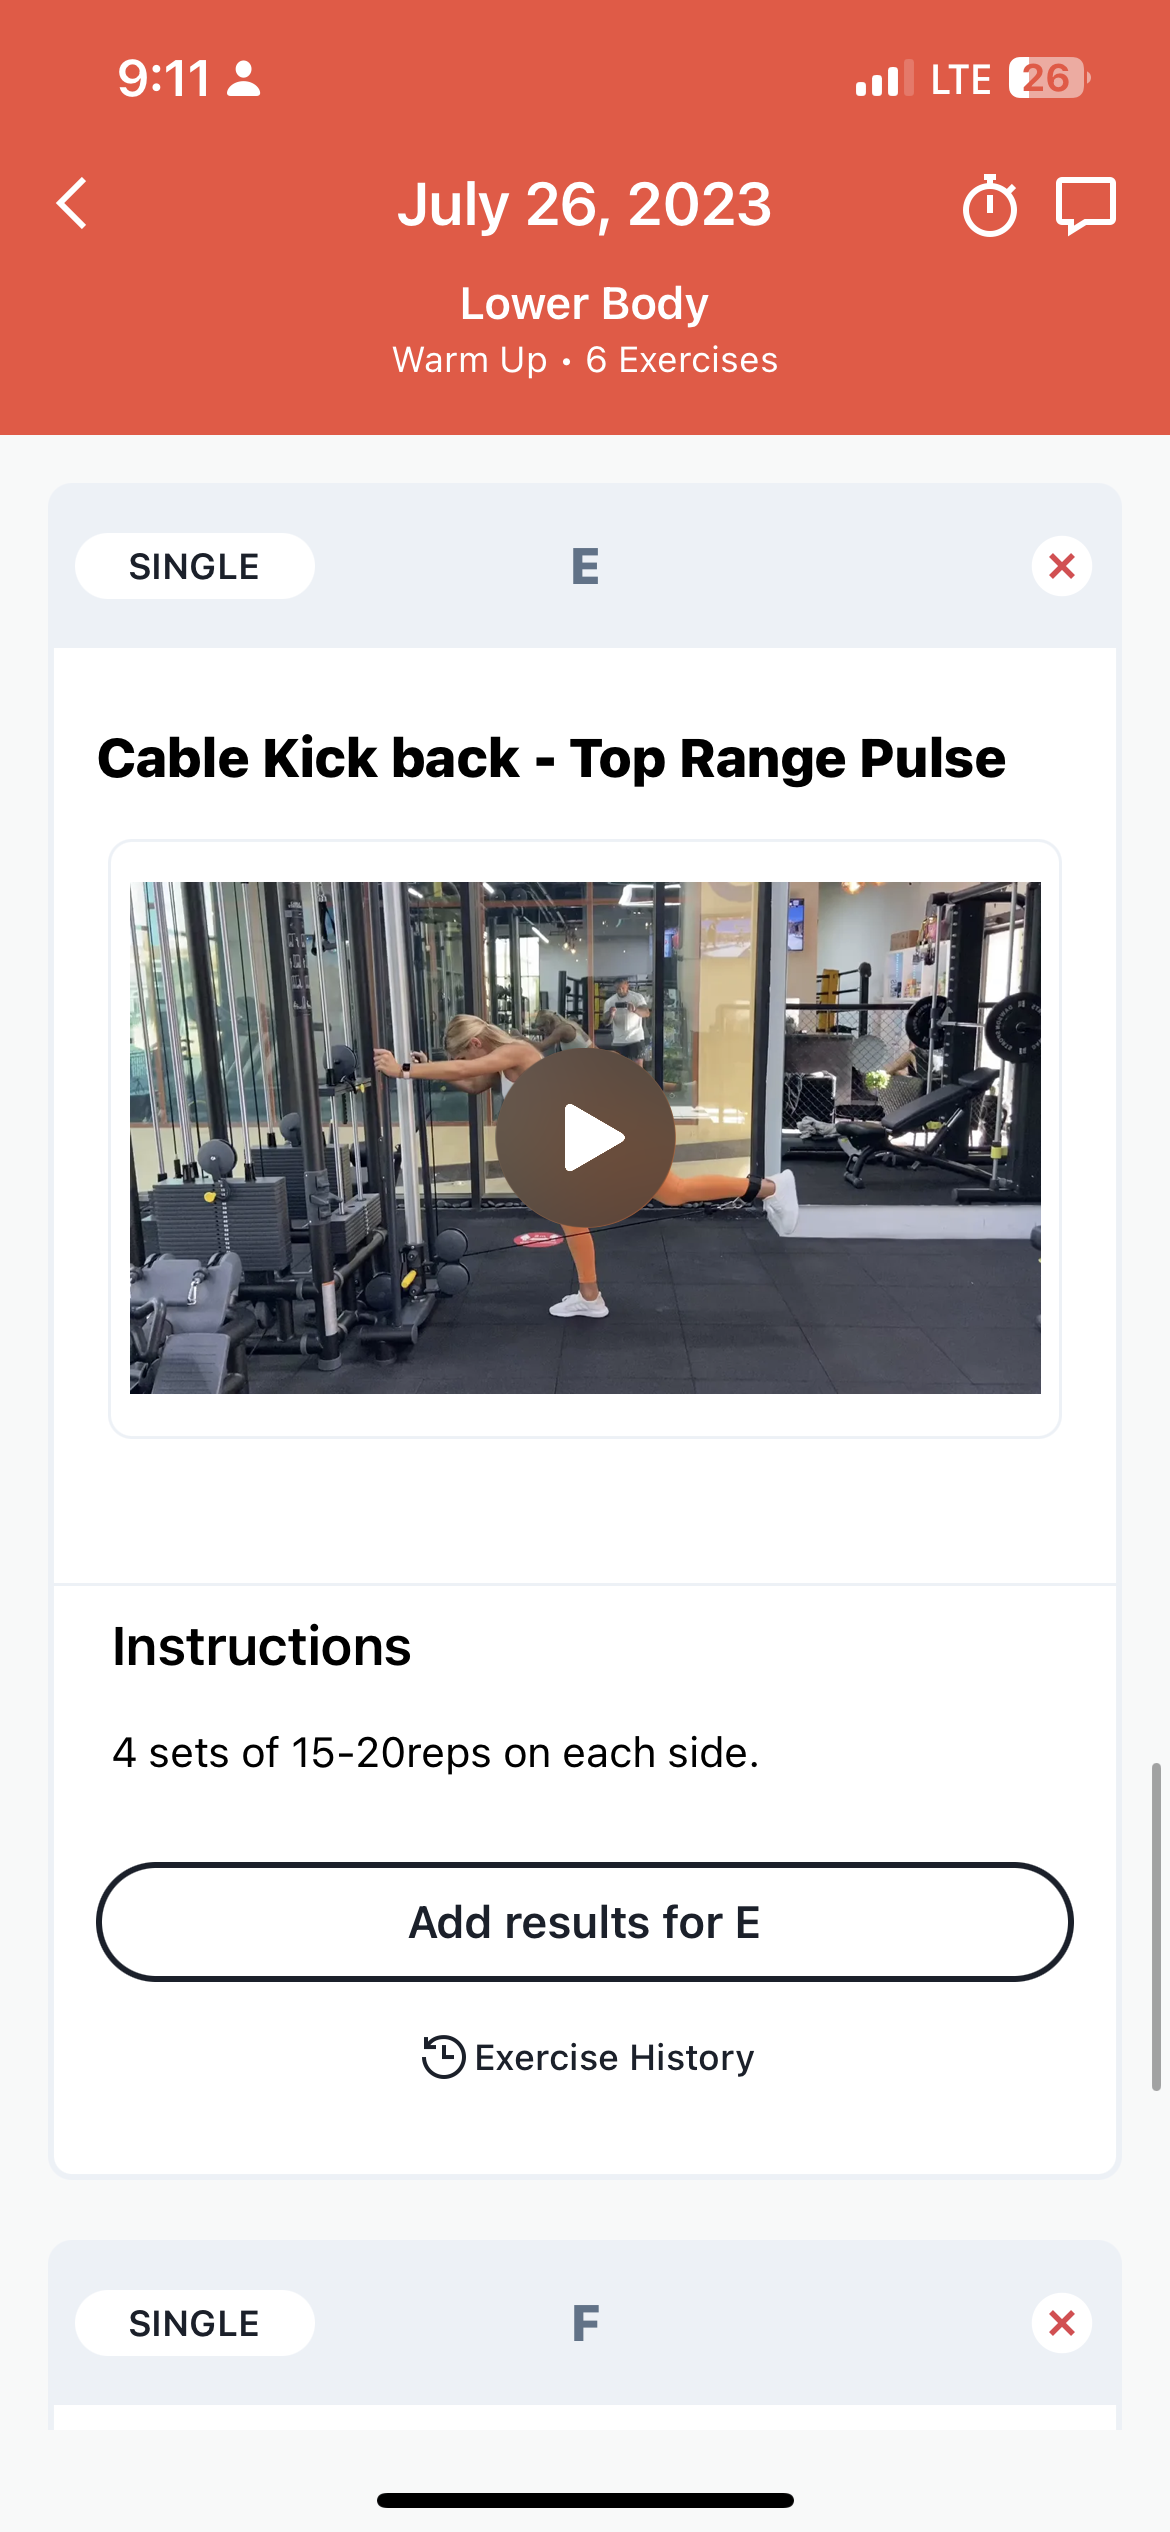 9:11
LTE 26
July 26, 2023
Lower Body
Warm Up • 6 Exercises
SINGLE
E
Cable Kick back - Top Range Pulse
Instructions
4 sets of 15-20reps on each side.
Add results for E
Exercise History
SINGLE
F